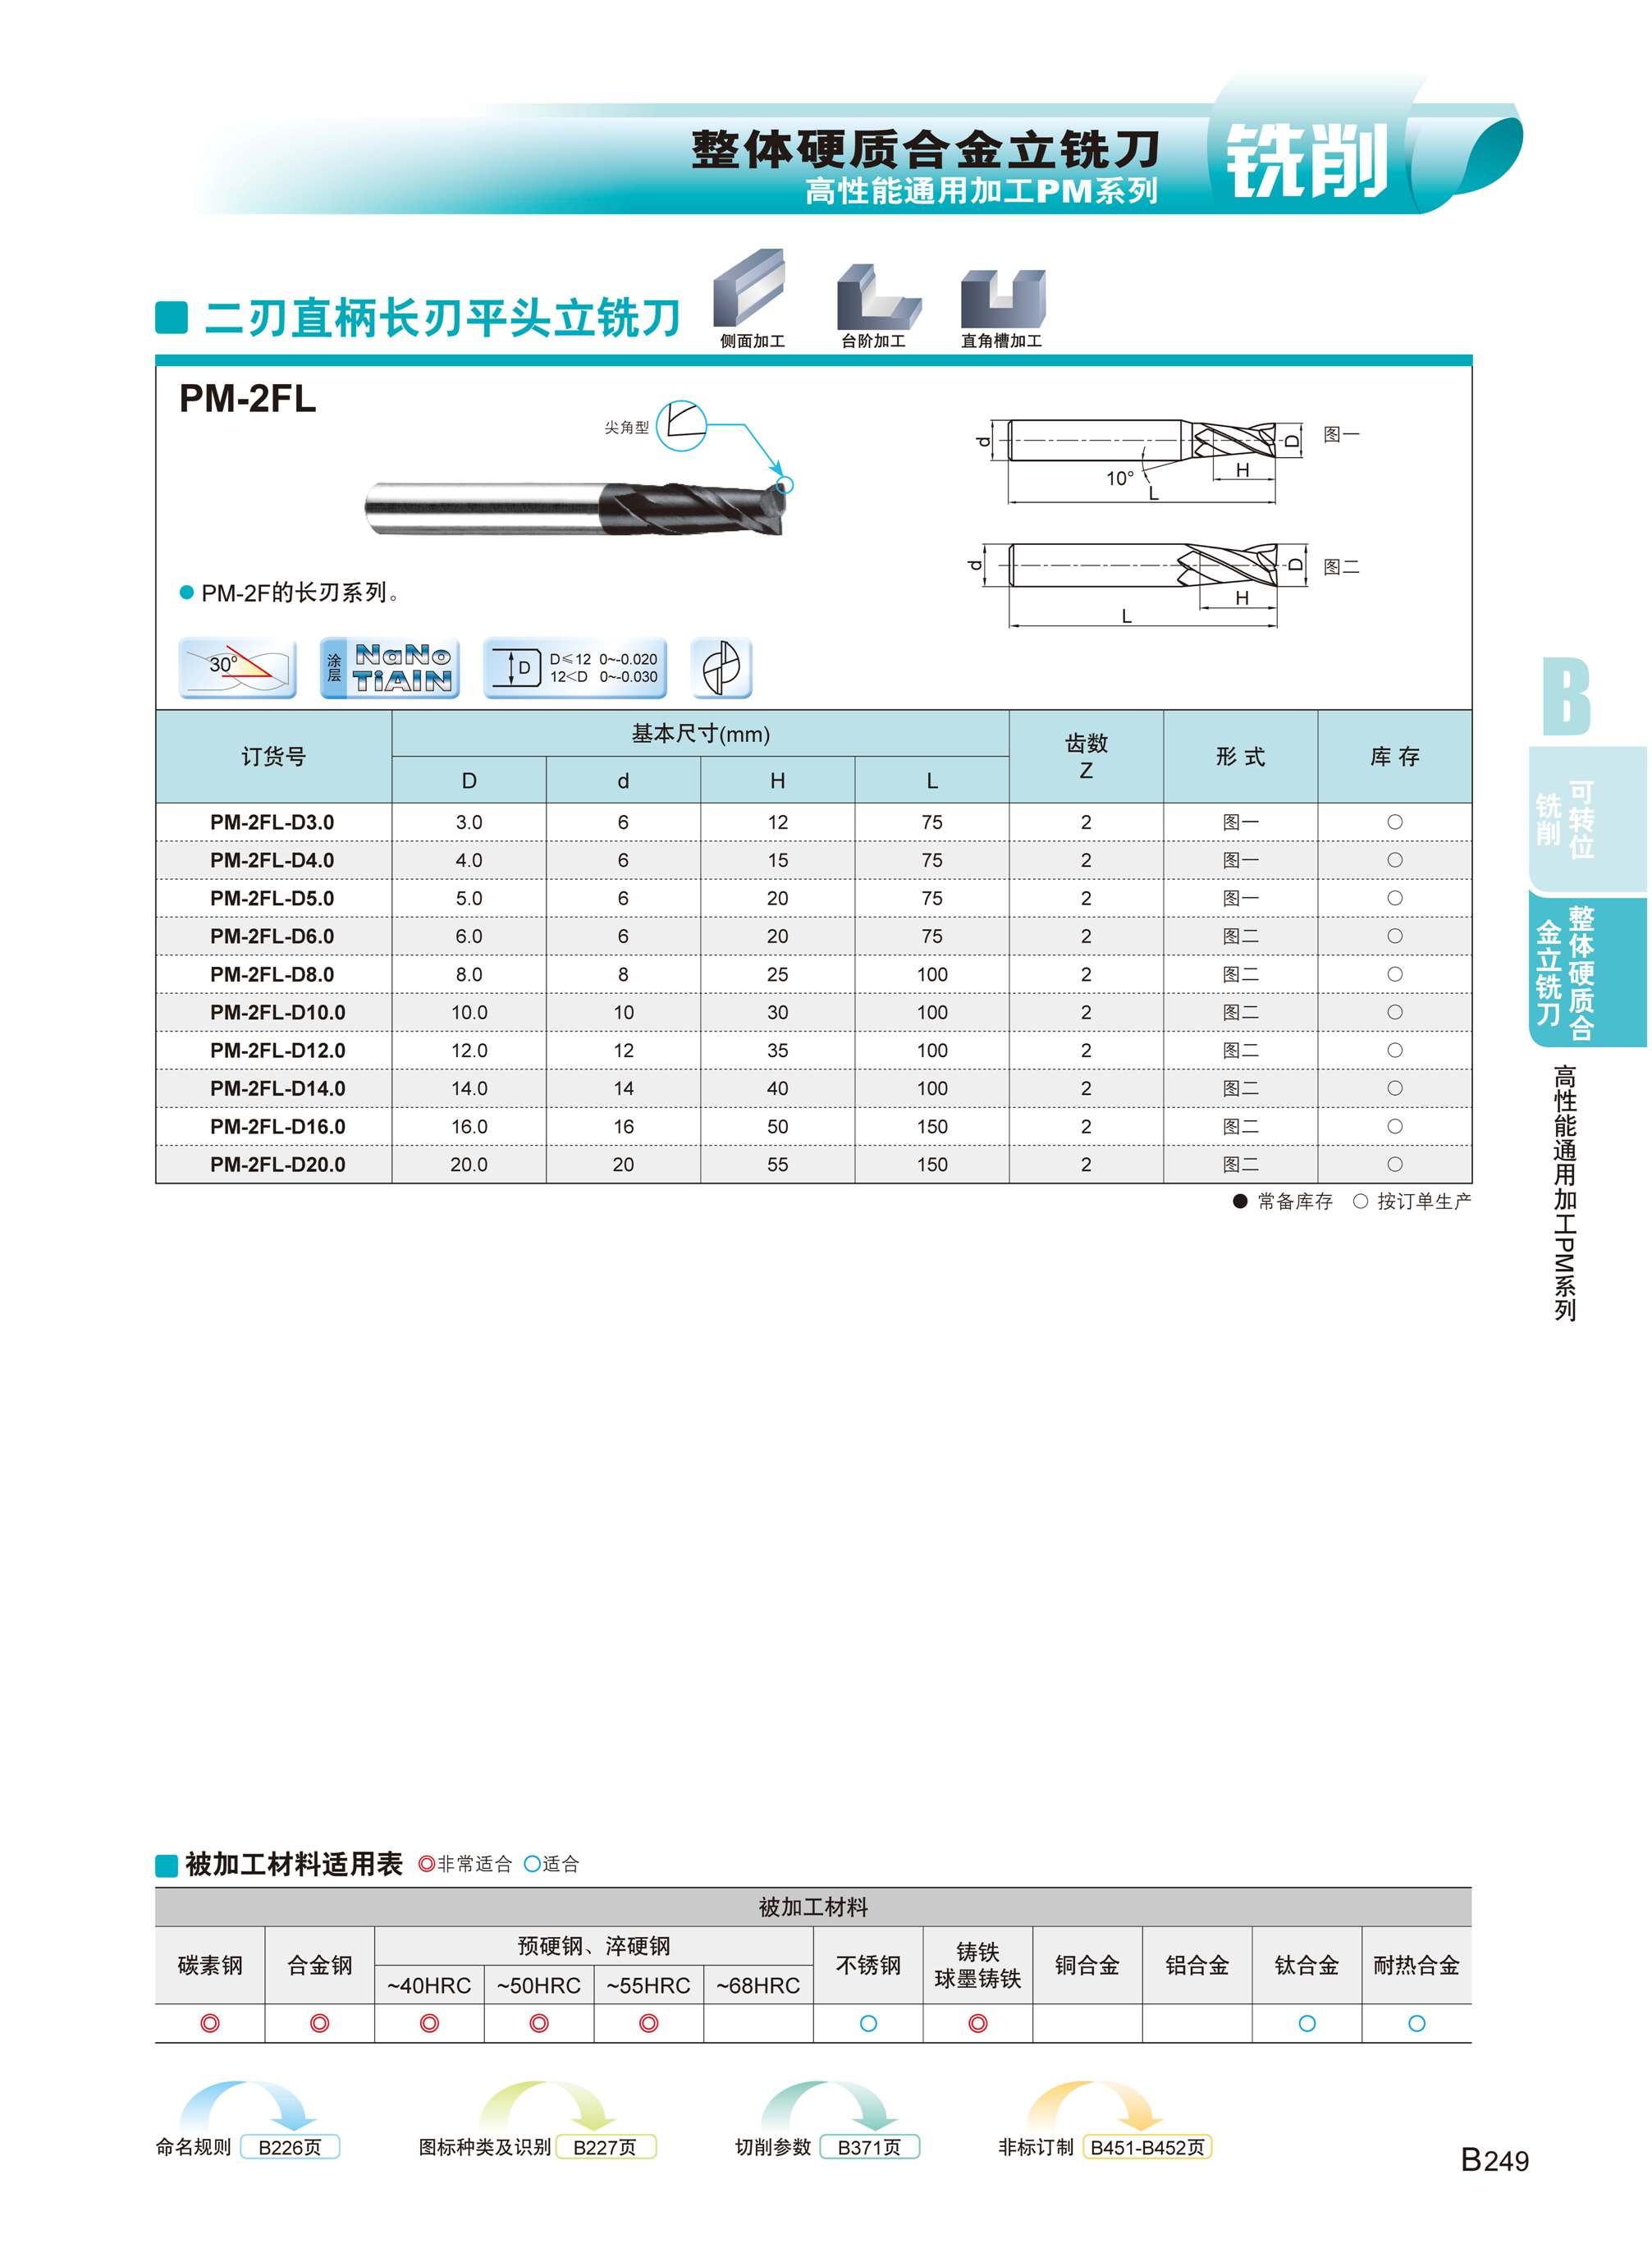 整体硬质合金立铣刀
高性能通用加工PM系列
铣削
二刃直柄长刃平头立铣刀
侧面加工
台阶加工
直角槽加工
PM-2FL
尖角型
d
10°
H
L
D
图一
d
H
L
D
图二
PM-2F的长刃系列。
30°
涂层
NaNo
TiAlN
D
D≤12 0~-0.020
12<D 0~-0.030
订货号 基本尺寸(mm) 齿数 Z 形 式 库 存
D d H L
PM-2FL-D3.0 3.0 6 12 75 2 图一 ○
PM-2FL-D4.0 4.0 6 15 75 2 图一 ○
PM-2FL-D5.0 5.0 6 20 75 2 图一 ○
PM-2FL-D6.0 6.0 6 20 75 2 图二 ○
PM-2FL-D8.0 8.0 8 25 100 2 图二 ○
PM-2FL-D10.0 10.0 10 30 100 2 图二 ○
PM-2FL-D12.0 12.0 12 35 100 2 图二 ○
PM-2FL-D14.0 14.0 14 40 100 2 图二 ○
PM-2FL-D16.0 16.0 16 50 150 2 图二 ○
PM-2FL-D20.0 20.0 20 55 150 2 图二 ○
● 常备库存 ○ 按订单生产
B
可转位
铣削
整体硬质合
金立铣刀
高性能通用加工PM系列
被加工材料适用表 ◎非常适合 ○适合
被加工材料
碳素钢 合金钢 预硬钢、淬硬钢 不锈钢 铸铁 铜合金 铝合金 钛合金 耐热合金
球墨铸铁
~40HRC ~50HRC ~55HRC ~68HRC
◎ ◎ ◎ ◎ ◎ ○ ◎ ○ ○
命名规则 B226页
图标种类及识别 B227页
切削参数 B371页
非标订制 B451-B452页
B249